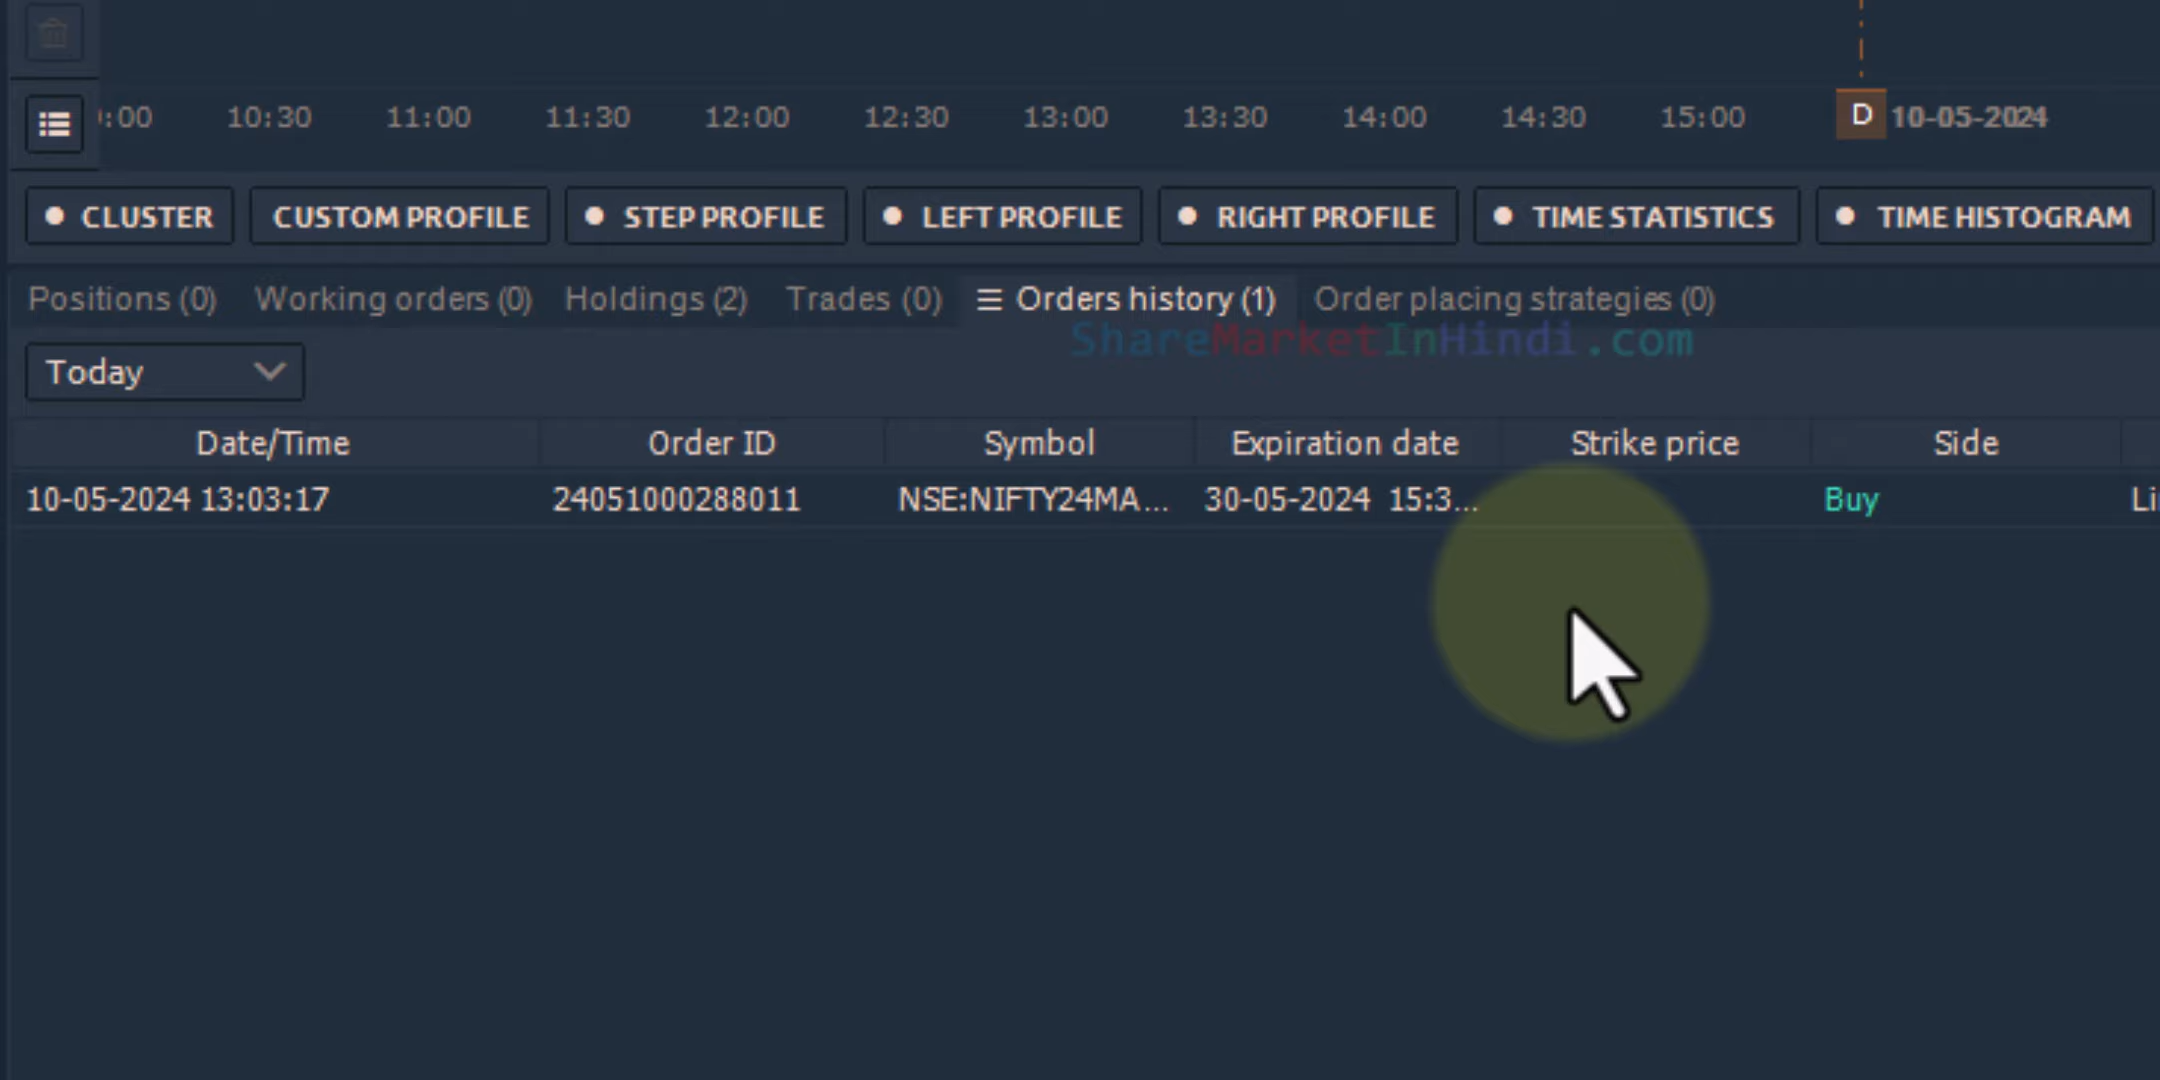 :00 10:30 11:00 11:30 12:00 12:30 13:00 13:30 14:00 14:30 15:00 D 10-05-2024
CLUSTER CUSTOM PROFILE STEP PROFILE LEFT PROFILE RIGHT PROFILE TIME STATISTICS TIME HISTOGRAM
Positions (0) Working orders (0) Holdings (2) Trades (0) Orders history (1) Order placing strategies (0)
ShareMarketInHindi.com
Today
Date/Time Order ID Symbol Expiration date Strike price Side
10-05-2024 13:03:17 24051000288011 NSE:NIFTY24MA... 30-05-2024 15:3... Buy